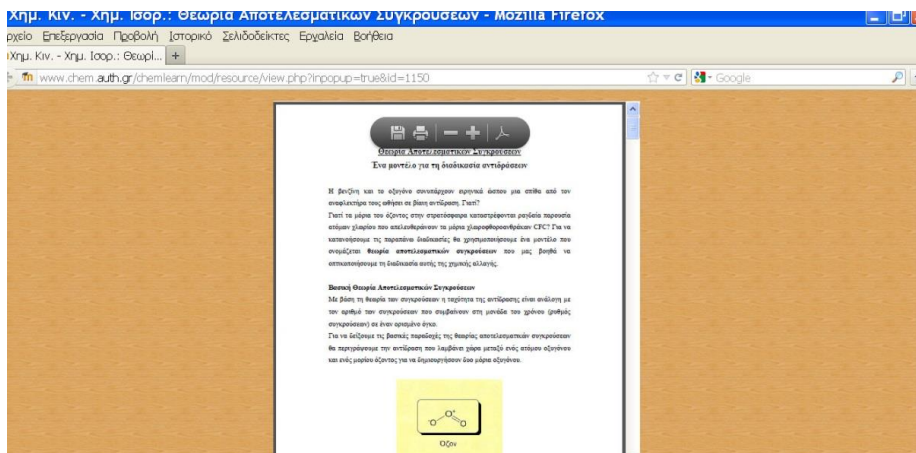 Χημ. Κιν. - Χημ. Ισορ.: Θεωρία Αποτελεσματικών Συγκρούσεων - Mozilla Firefox
ρχείο Επεξεργασία Προβολή Ιστορικό Σελιδοδείκτες Εργαλεία Βοήθεια
Χημ. Κιν. - Χημ. Ισορ.: Θεωρί... +
www.chem.auth.gr/chemlearn/mod/resource/view.php?inpopup=true&id=1150
Google
Θεωρία Αποτελεσματικών Συγκρούσεων
Ένα μοντέλο για τη διαδικασία αντιδράσεων
Η βενζίνη και το οξυγόνο συνυπάρχουν ειρηνικά ώσπου μια σπίθα από τον
αναφλεκτήρα τους ωθήσει σε βίαιη αντίδραση. Γιατί?
Γιατί τα μόρια του όζοντος στην στρατόσφαιρα καταστρέφονται ραγδαία παρουσία
ατόμων χλωρίου που απελευθερώνουν τα μόρια χλωροφθοροανθράκων CFC? Για να
κατανοήσουμε τις παραπάνω διαδικασίες θα χρησιμοποιήσουμε ένα μοντέλο που
ονομάζεται θεωρία αποτελεσματικών συγκρούσεων που μας βοηθά να
οπτικοποιήσουμε τη διαδικασία αυτής της χημικής αλλαγής.
Βασική Θεωρία Αποτελεσματικών Συγκρούσεων
Με βάση τη θεωρία των συγκρούσεων η ταχύτητα της αντίδρασης είναι ανάλογη με
τον αριθμό των συγκρούσεων που συμβαίνουν στη μονάδα του χρόνου (ρυθμός
συγκρούσεων) σε έναν ορισμένο όγκο.
Για να δείξουμε τις βασικές παραδοχές της θεωρίας αποτελεσματικών συγκρούσεων
θα περιγράψουμε την αντίδραση που λαμβάνει χώρα μεταξύ ενός ατόμου οξυγόνου
και ενός μορίου όζοντος για να δημιουργήσουν δυο μόρια οξυγόνου.
-O O+ O
Όζον